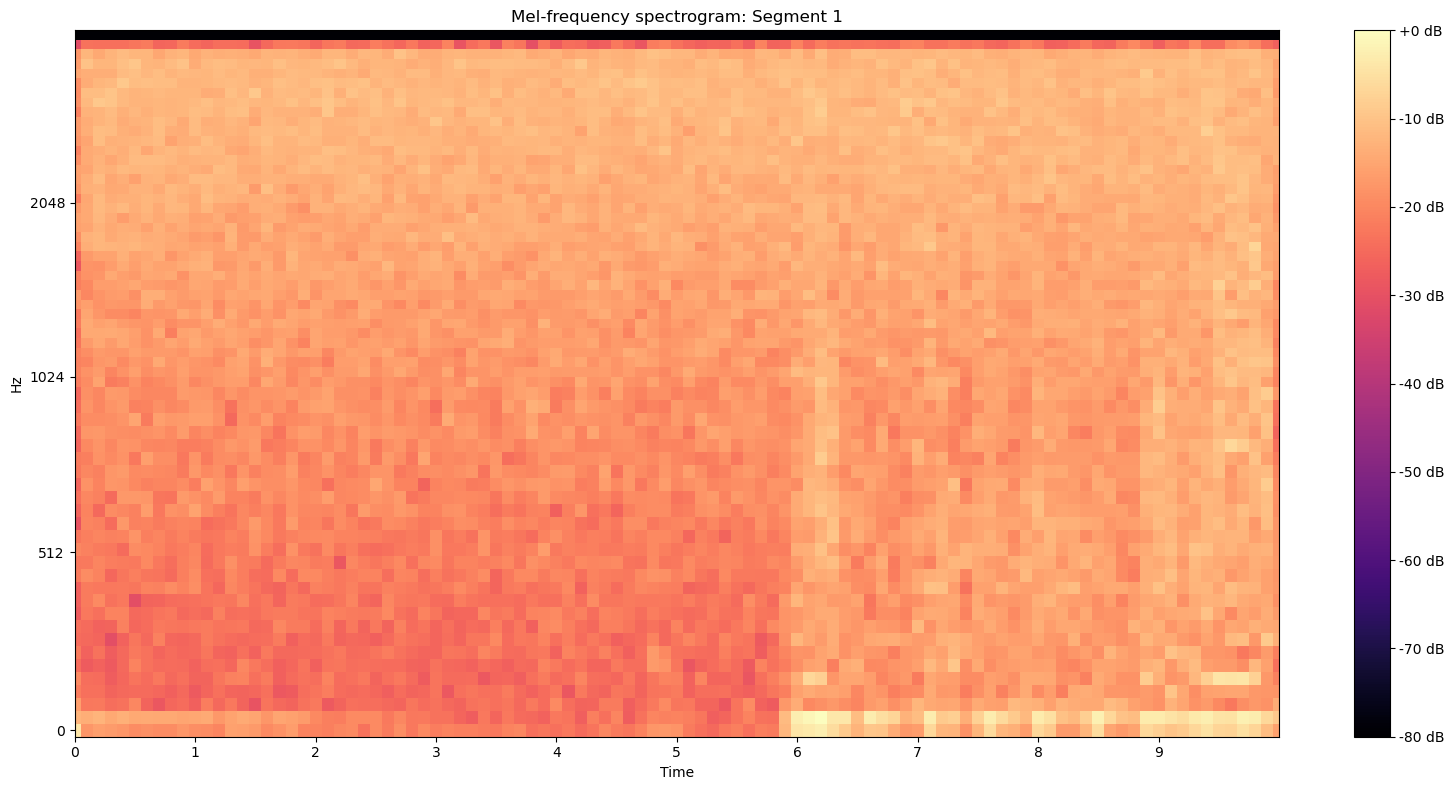 Mel-frequency spectrogram: Segment 1
Hz
2048
1024
512
0
0 1 2 3 4 5 6 7 8 9
Time
+0 dB
-10 dB
-20 dB
-30 dB
-40 dB
-50 dB
-60 dB
-70 dB
-80 dB